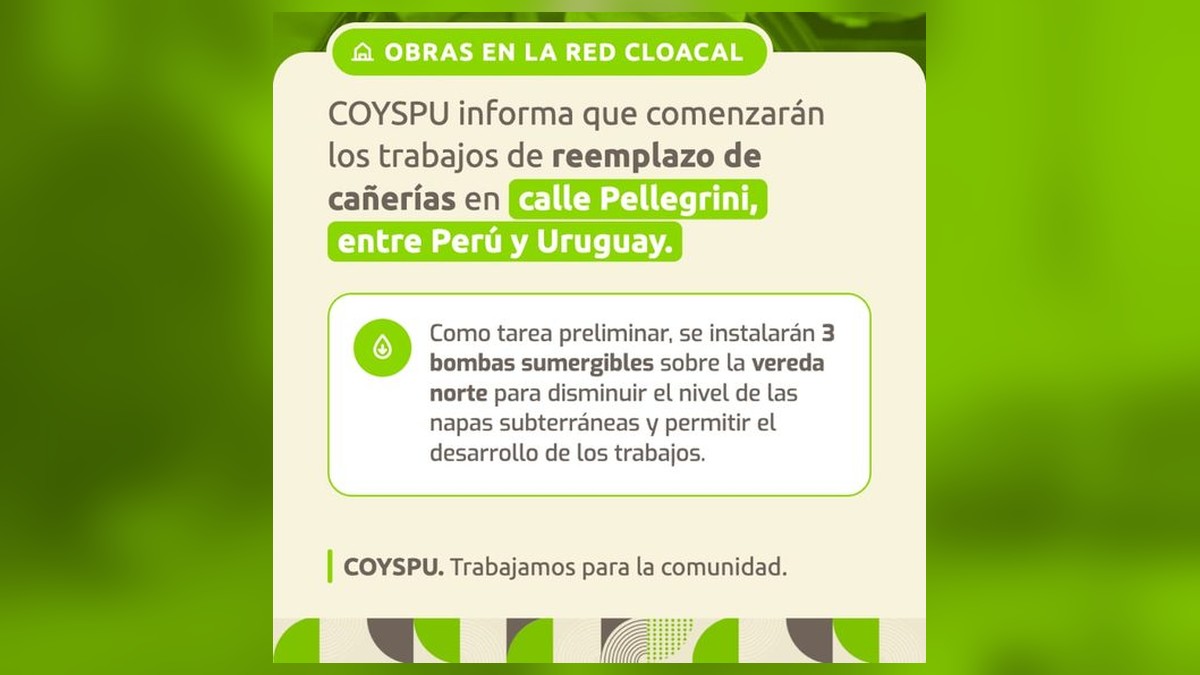 OBRAS EN LA RED CLOACAL
COYSPU informa que comenzarán
los trabajos de reemplazo de
cañerías en calle Pellegrini,
entre Perú y Uruguay.
Como tarea preliminar, se instalarán 3
bombas sumergibles sobre la vereda
norte para disminuir el nivel de las
napas subterráneas y permitir el
desarrollo de los trabajos.
COYSPU. Trabajamos para la comunidad.